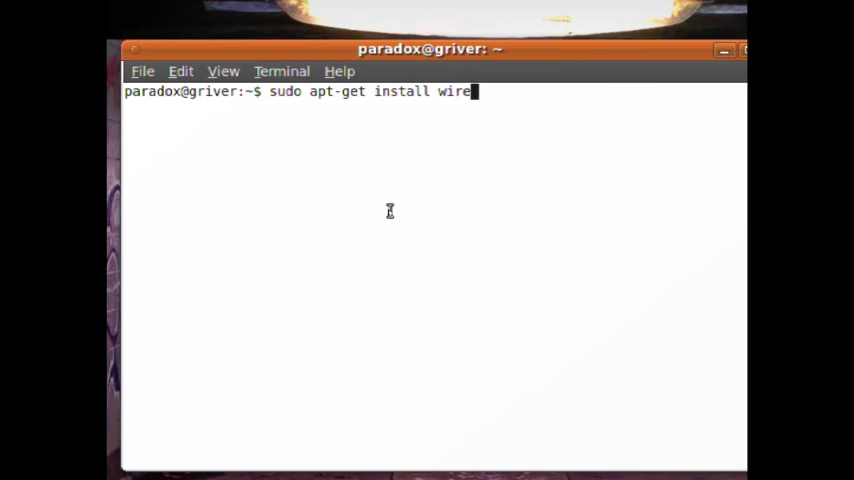 paradox@griver: ~
File Edit View Terminal Help
paradox@griver:~$ sudo apt-get install wire